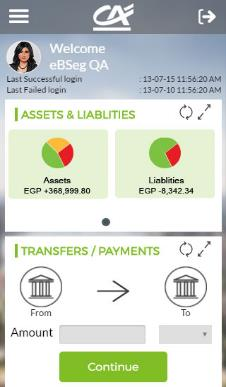 CA
Welcome
eBSeg QA
Last Successful login : 13-07-15 11:56:20 AM
Last Failed login : 13-07-10 11:56:20 AM
ASSETS & LIABLITIES
Assets
EGP +368,999.80
Liablities
EGP -8,342.34
TRANSFERS / PAYMENTS
From
To
Amount
Continue